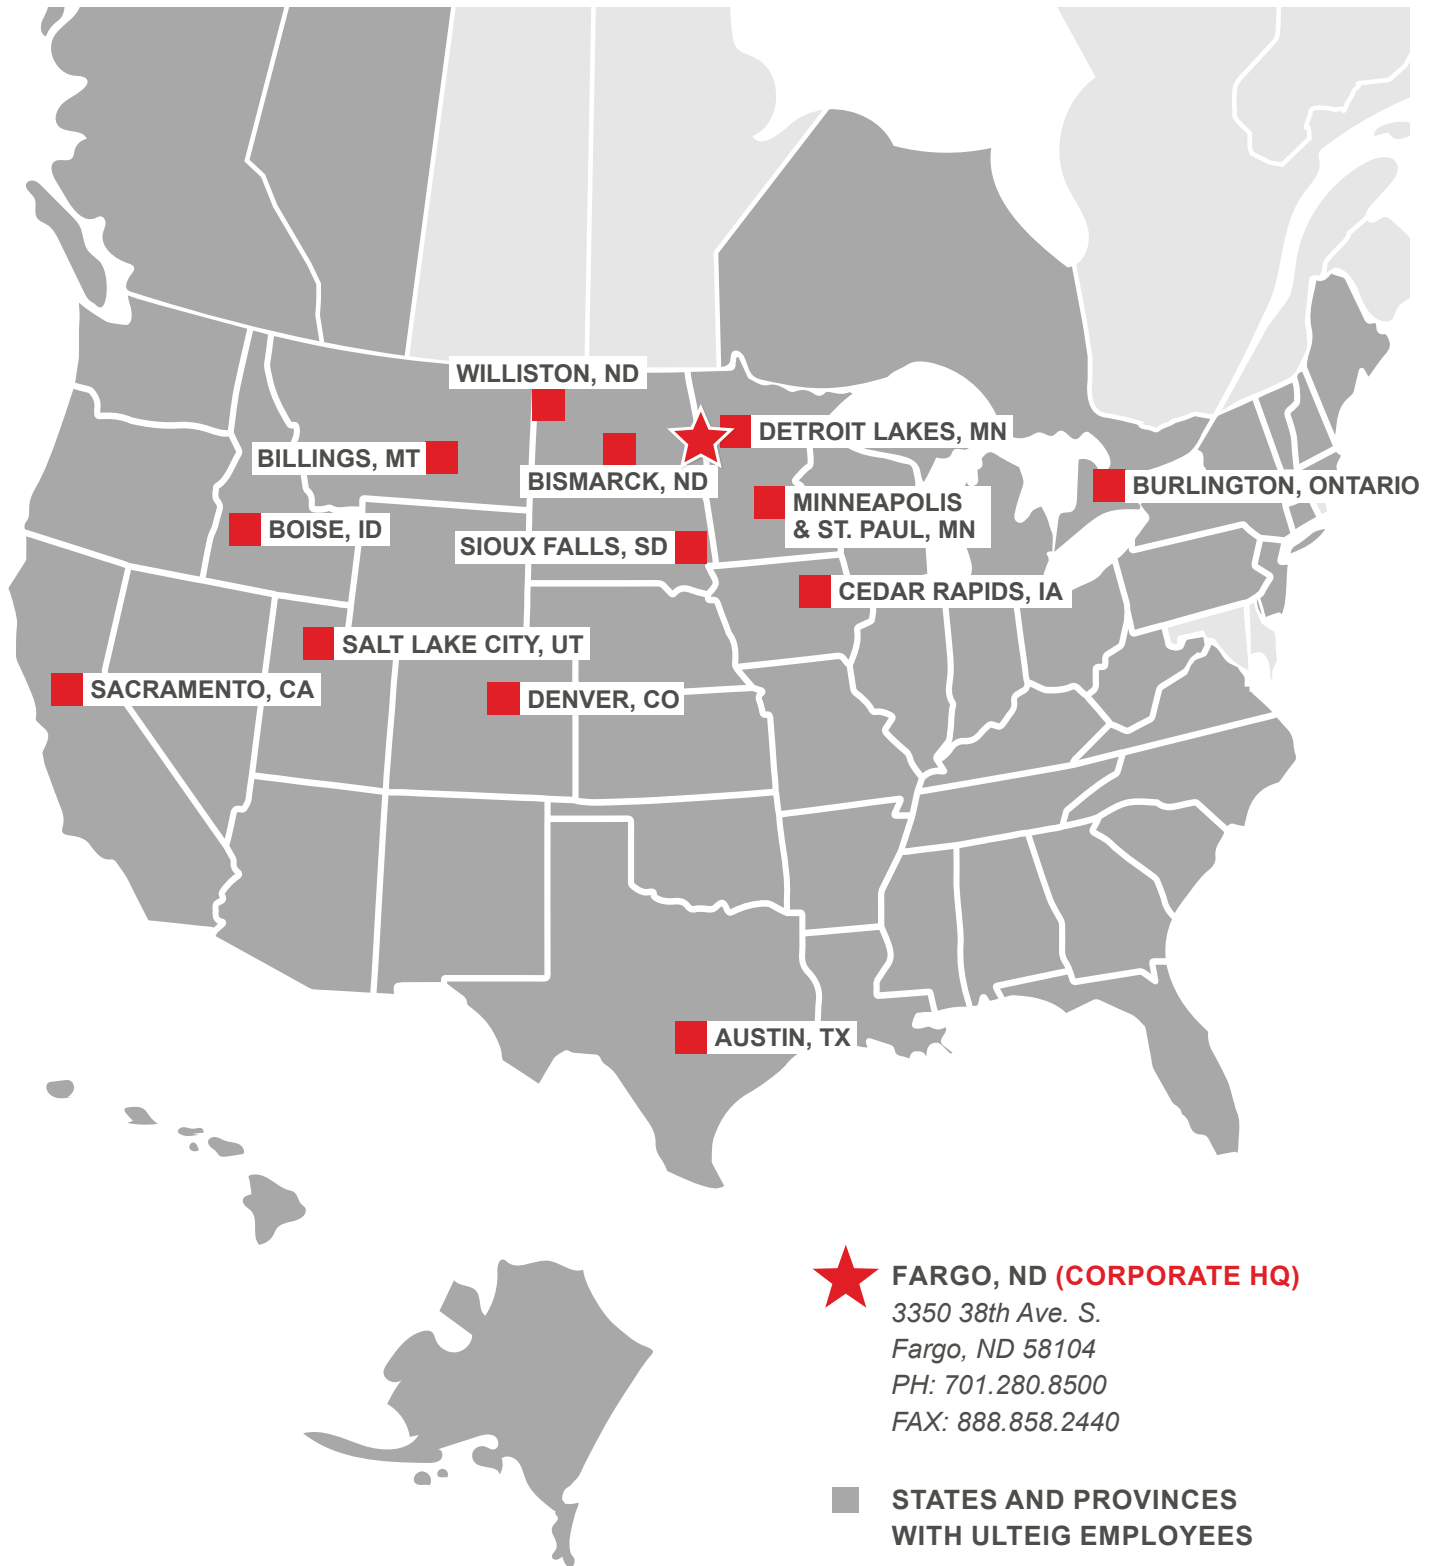 WILLISTON, ND
DETROIT LAKES, MN
BILLINGS, MT
BISMARCK, ND
BURLINGTON, ONTARIO
MINNEAPOLIS
& ST. PAUL, MN
BOISE, ID
SIOUX FALLS, SD
CEDAR RAPIDS, IA
SALT LAKE CITY, UT
SACRAMENTO, CA
DENVER, CO
AUSTIN, TX
FARGO, ND (CORPORATE HQ)
3350 38th Ave. S.
Fargo, ND 58104
PH: 701.280.8500
FAX: 888.858.2440
STATES AND PROVINCES
WITH ULTEIG EMPLOYEES